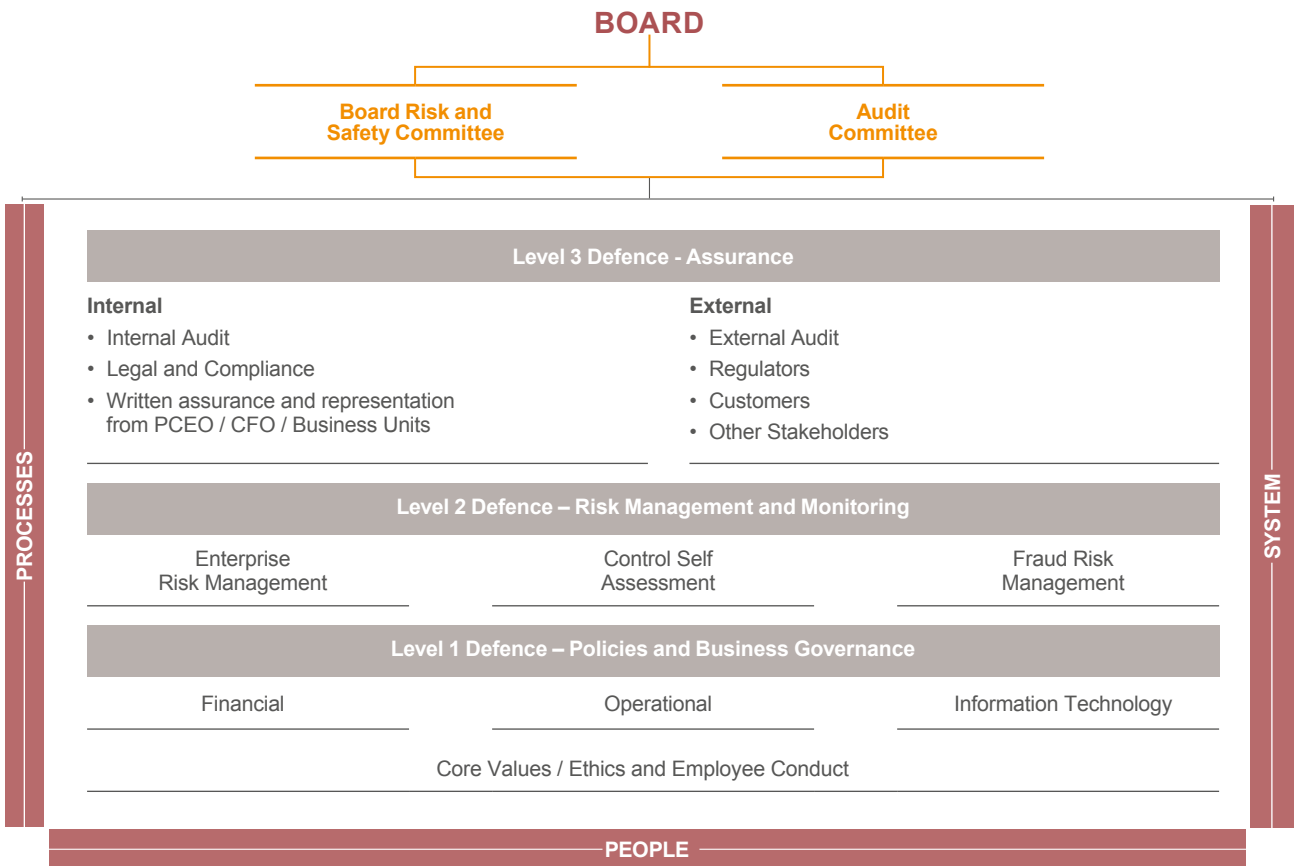 BOARD
Board Risk and
Safety Committee
Audit
Committee
Level 3 Defence - Assurance
Internal
• Internal Audit
• Legal and Compliance
• Written assurance and representation
from PCEO / CFO / Business Units
External
• External Audit
• Regulators
• Customers
• Other Stakeholders
PROCESSES
SYSTEM
Level 2 Defence – Risk Management and Monitoring
Enterprise
Risk Management
Control Self
Assessment
Fraud Risk
Management
Level 1 Defence – Policies and Business Governance
Financial
Operational
Information Technology
Core Values / Ethics and Employee Conduct
PEOPLE